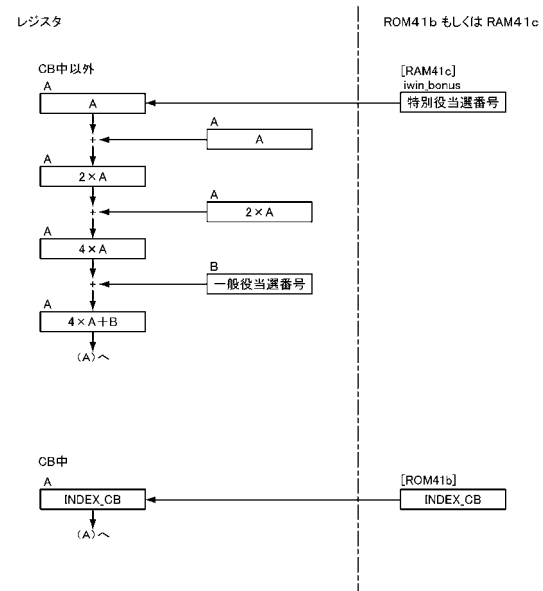 レジスタ
ROM41b もしくは RAM41c
CB中以外
[RAM41c]
iwin_bonus
A
A
特別役当選番号
A
+
A
A
2×A
A
+
2×A
A
4×A
B
+
一般役当選番号
A
4×A+B
(A)へ
CB中
[ROM41b]
A
INDEX_CB
INDEX_CB
(A)へ